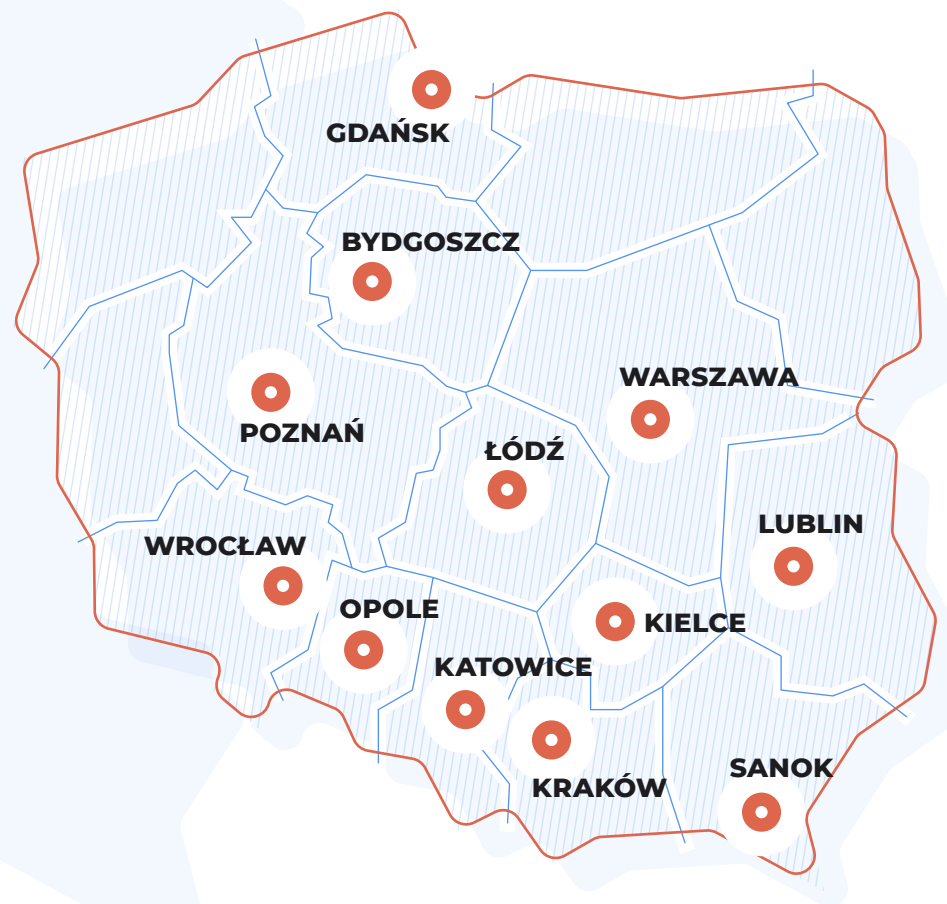 GDAŃSK
BYDGOSZCZ
WARSZAWA
POZNAŃ
ŁÓDŹ
LUBLIN
WROCŁAW
OPOLE
KIELCE
KATOWICE
SANOK
KRAKÓW